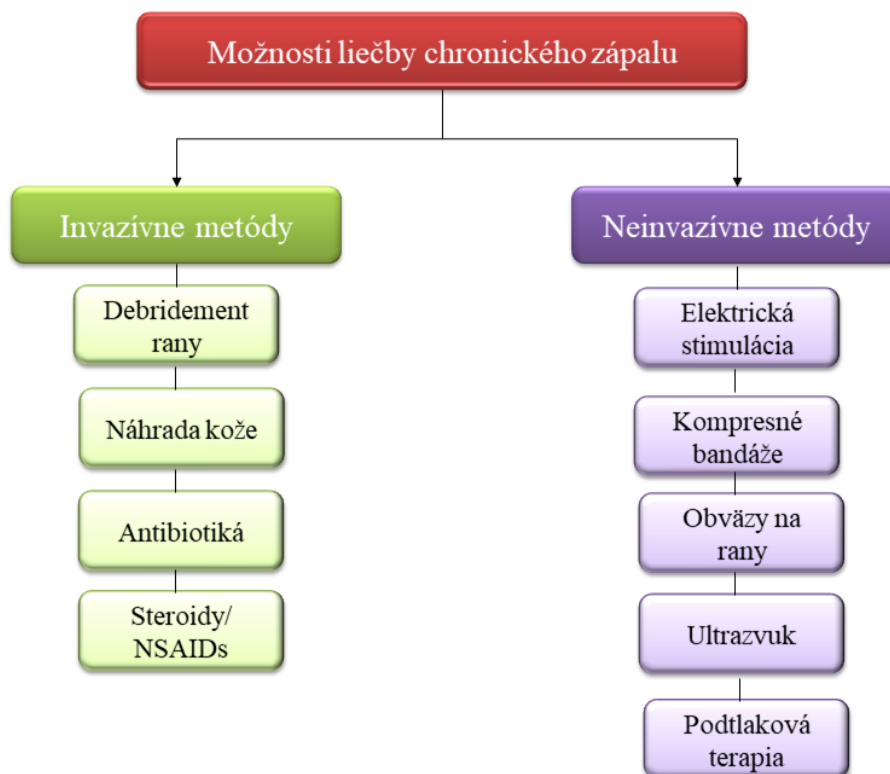 Možnosti liečby chronického zápalu
Invazívne metódy
Debridement
rany
Náhrada kože
Antibiotiká
Steroidy/
NSAIDs
Neinvazívne metódy
Elektrická
stimulácia
Kompresné
bandáže
Obväzy na
rany
Ultrazvuk
Podtlaková
terapia